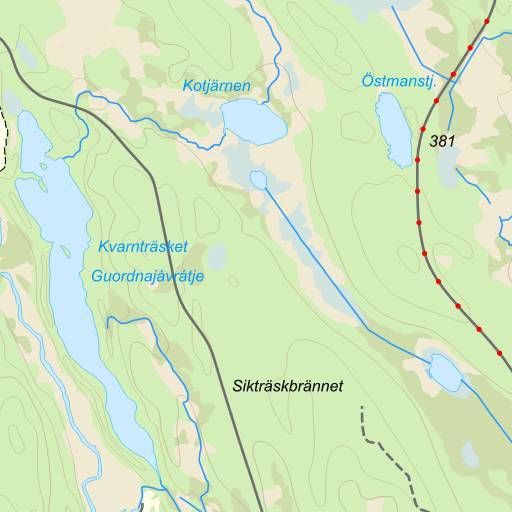 Kotjärnen
Östmanstj.
381
Kvarnträsket
Guordnajávrátje
Sikträskbrännet